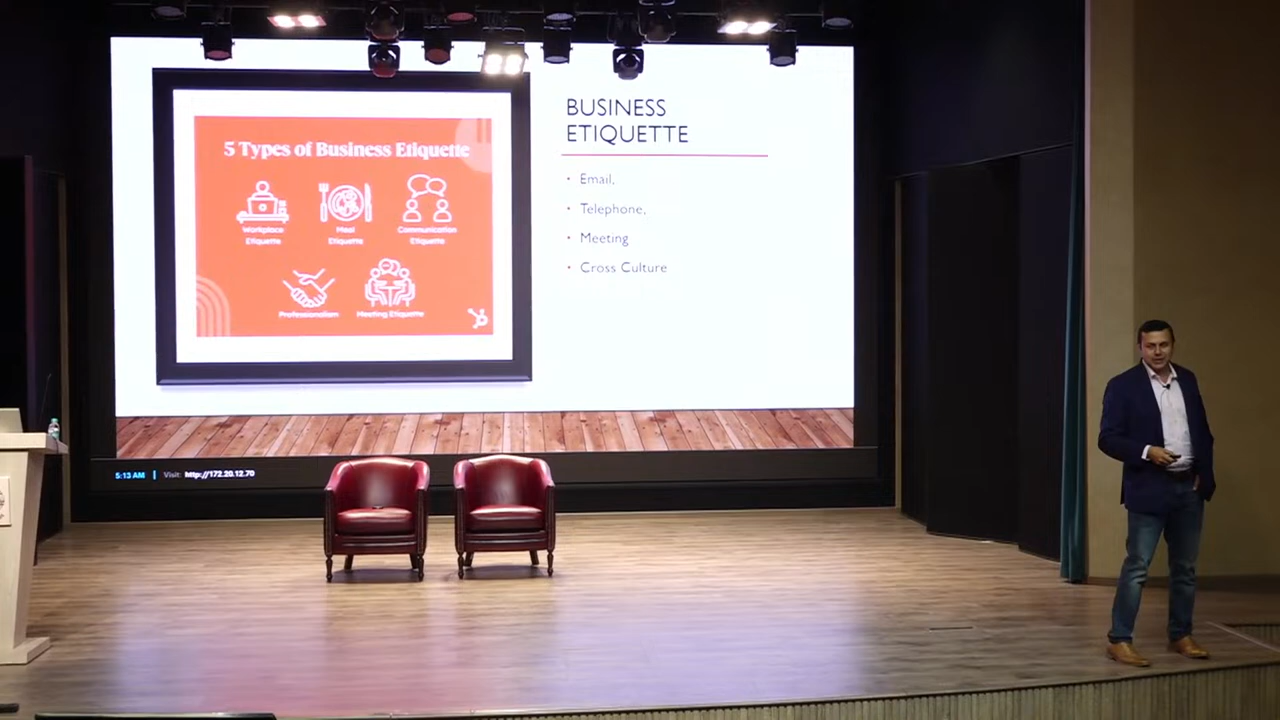 5 Types of Business Etiquette
Workplace
Etiquette
Meal
Etiquette
Communication
Etiquette
Professionalism
Meeting Etiquette
BUSINESS
ETIQUETTE
• Email,
• Telephone,
• Meeting
• Cross Culture
5:13 AM | Visit: http://172.20.12.70